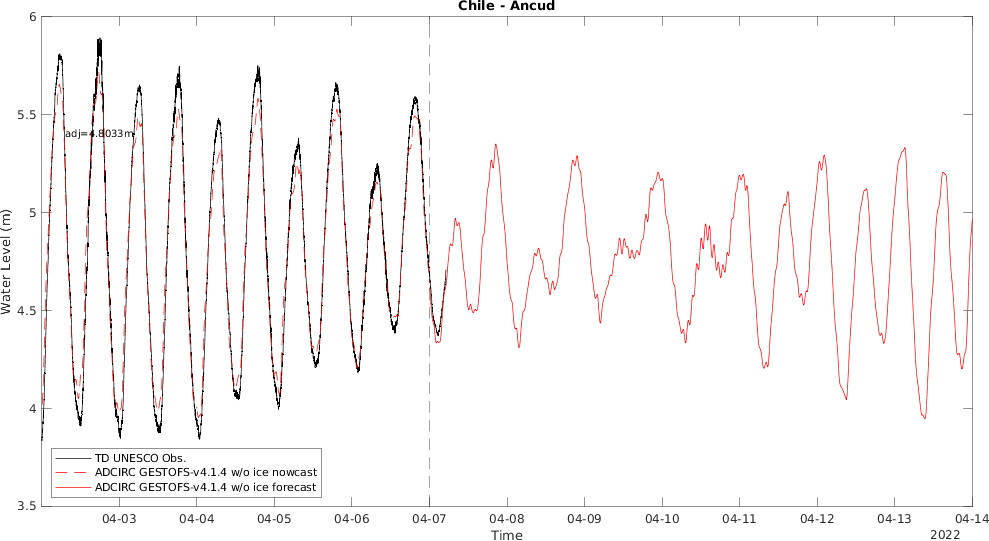 Chile - Ancud
6
5.5
5
4.5
4
3.5
Water Level (m)
adj=4.8033m
TD UNESCO Obs.
ADCIRC GESTOFS-v4.1.4 w/o ice nowcast
ADCIRC GESTOFS-v4.1.4 w/o ice forecast
04-03 04-04 04-05 04-06 04-07 04-08 04-09 04-10 04-11 04-12 04-13 04-14
Time
2022